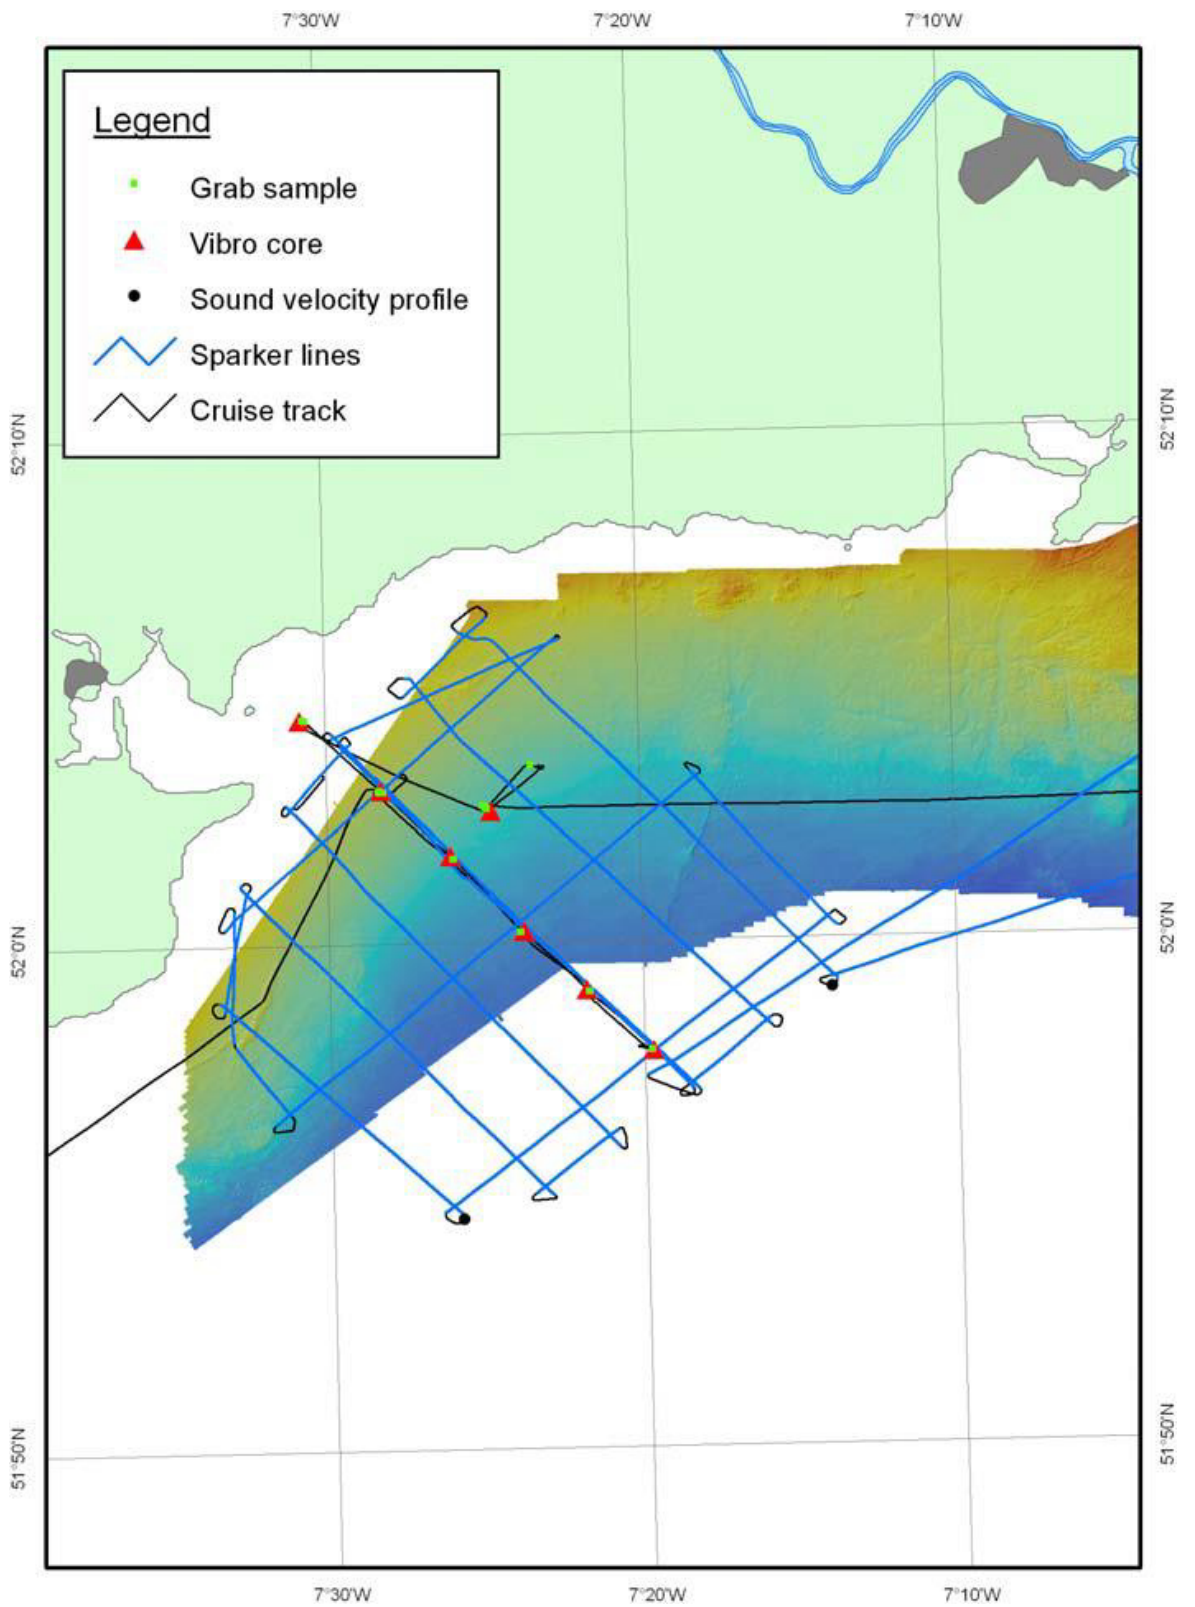 7°30'W 7°20'W 7°10'W
Legend
Grab sample
Vibro core
Sound velocity profile
Sparker lines
Cruise track
52°10'N 52°10'N
52°0'N 52°0'N
51°50'N 51°50'N
7°30'W 7°20'W 7°10'W